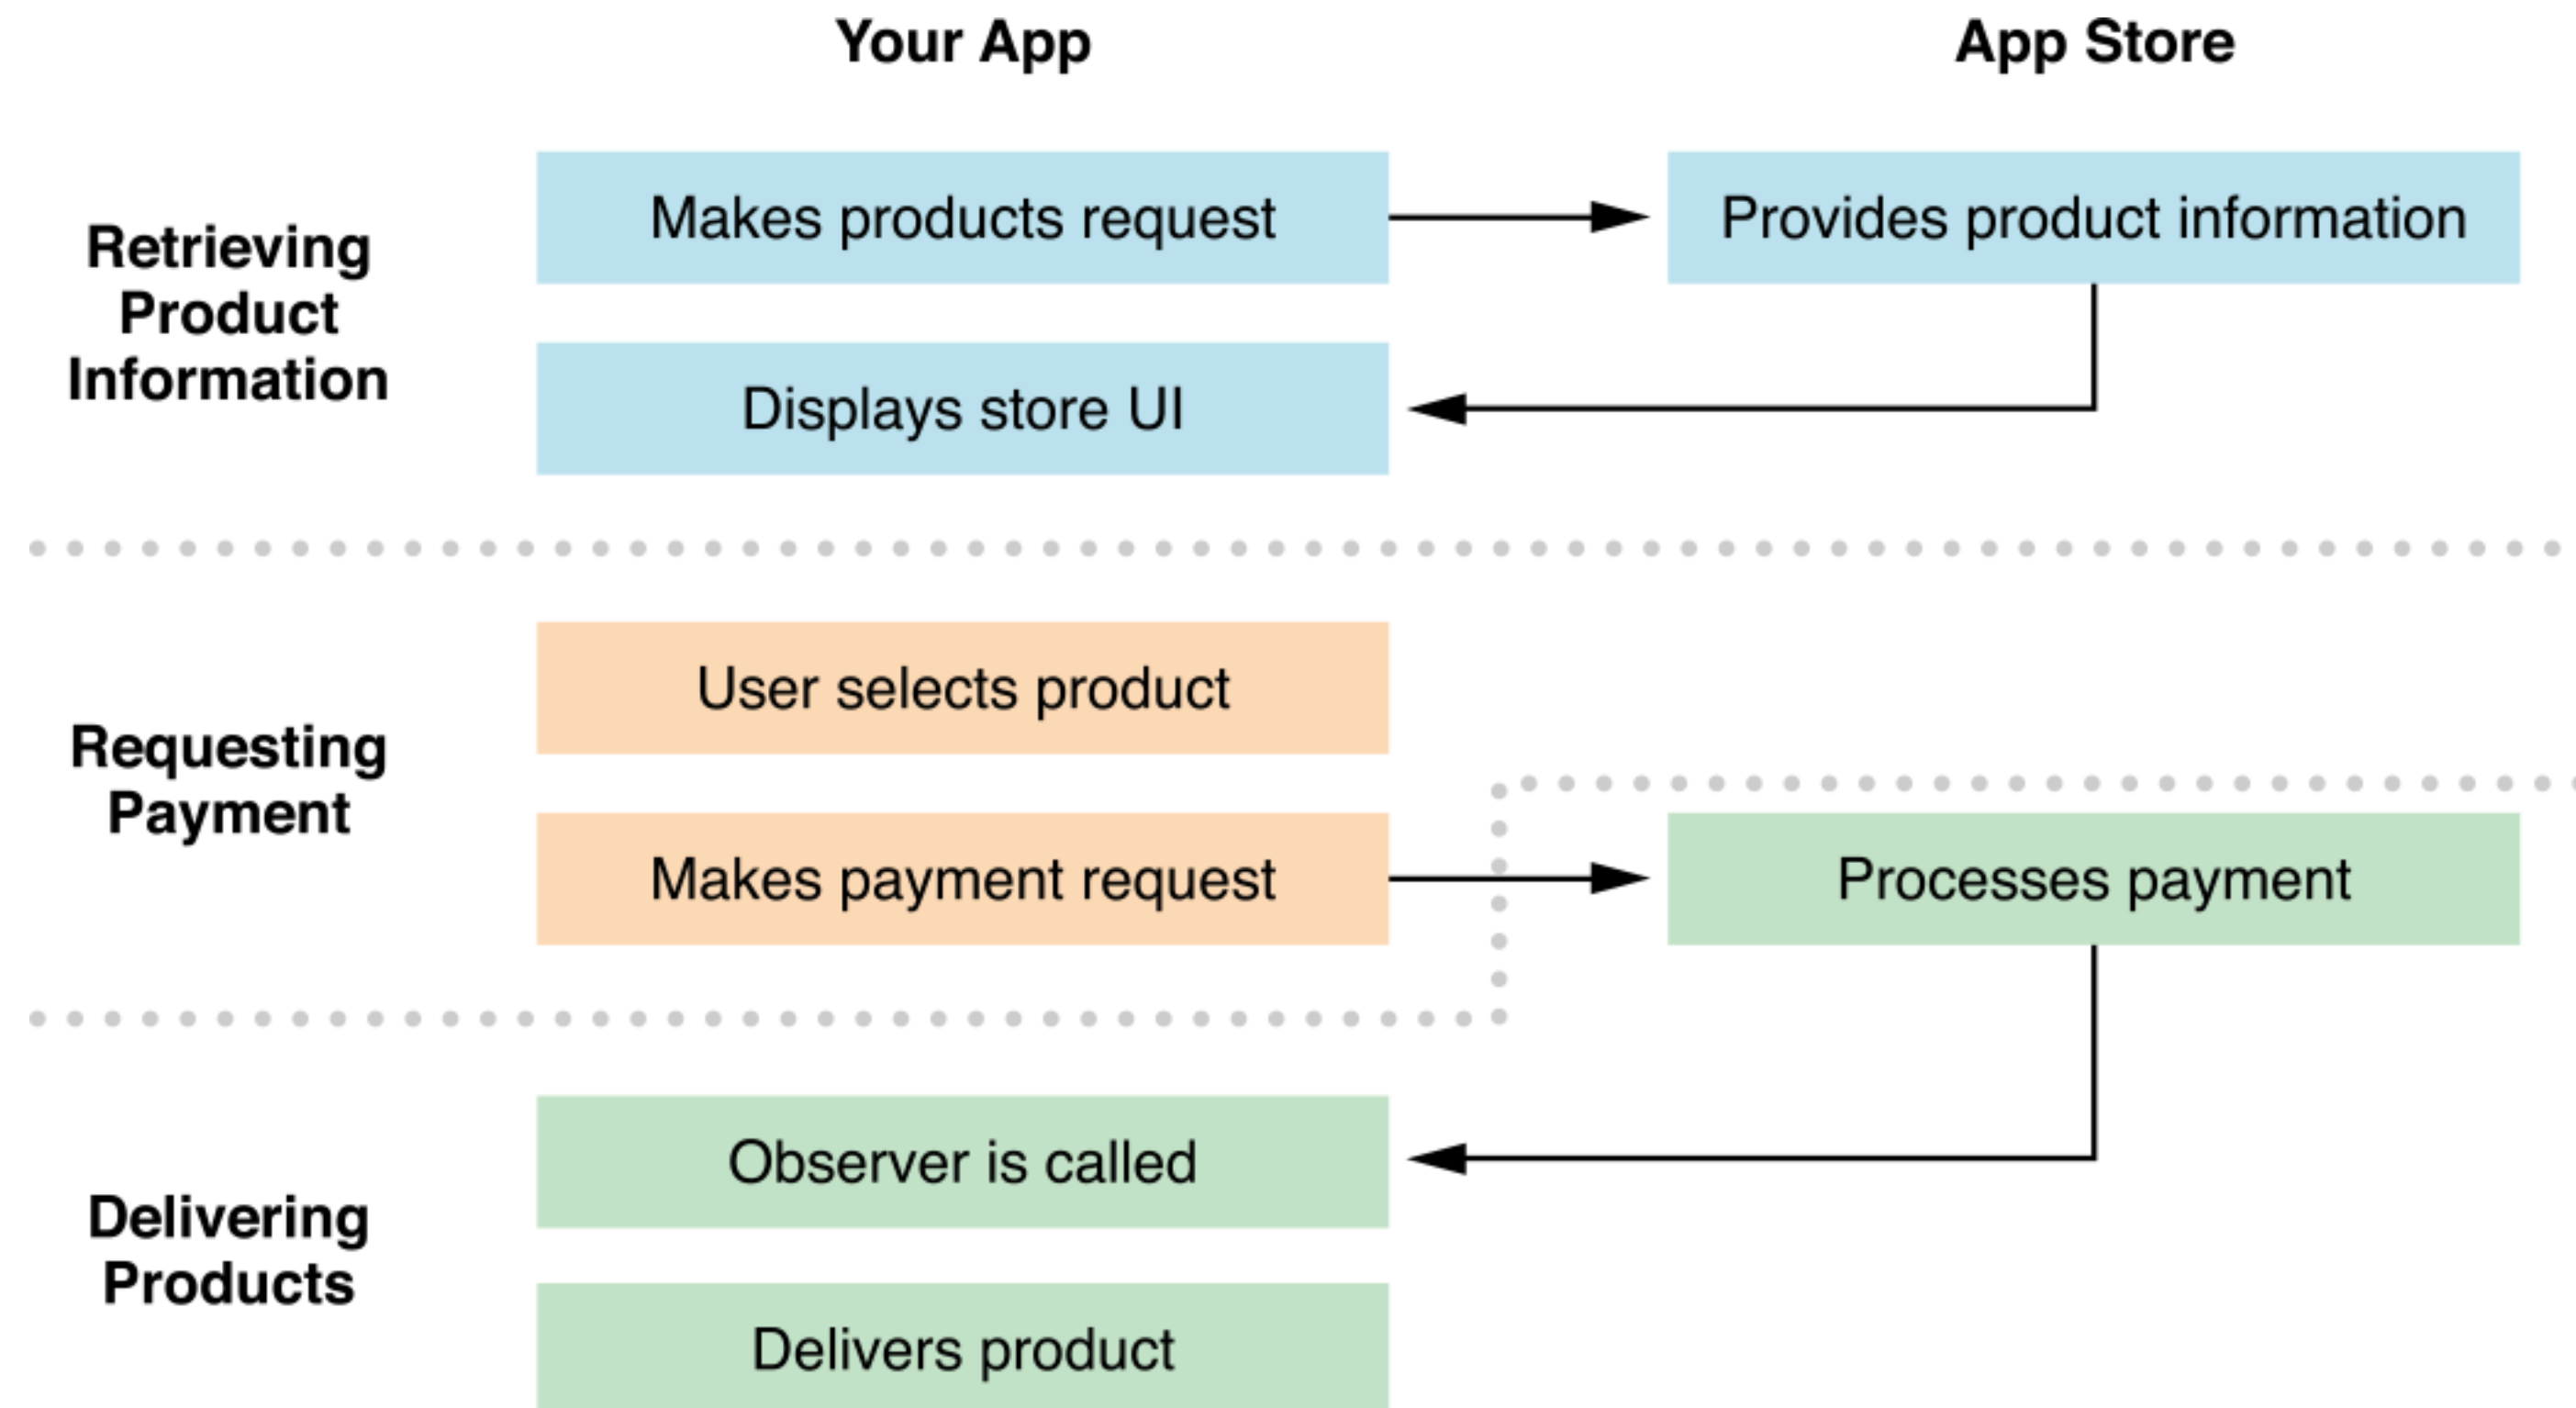 Your App
App Store
Retrieving
Product
Information
Makes products request
Provides product information
Displays store UI
Requesting
Payment
User selects product
Makes payment request
Processes payment
Delivering
Products
Observer is called
Delivers product